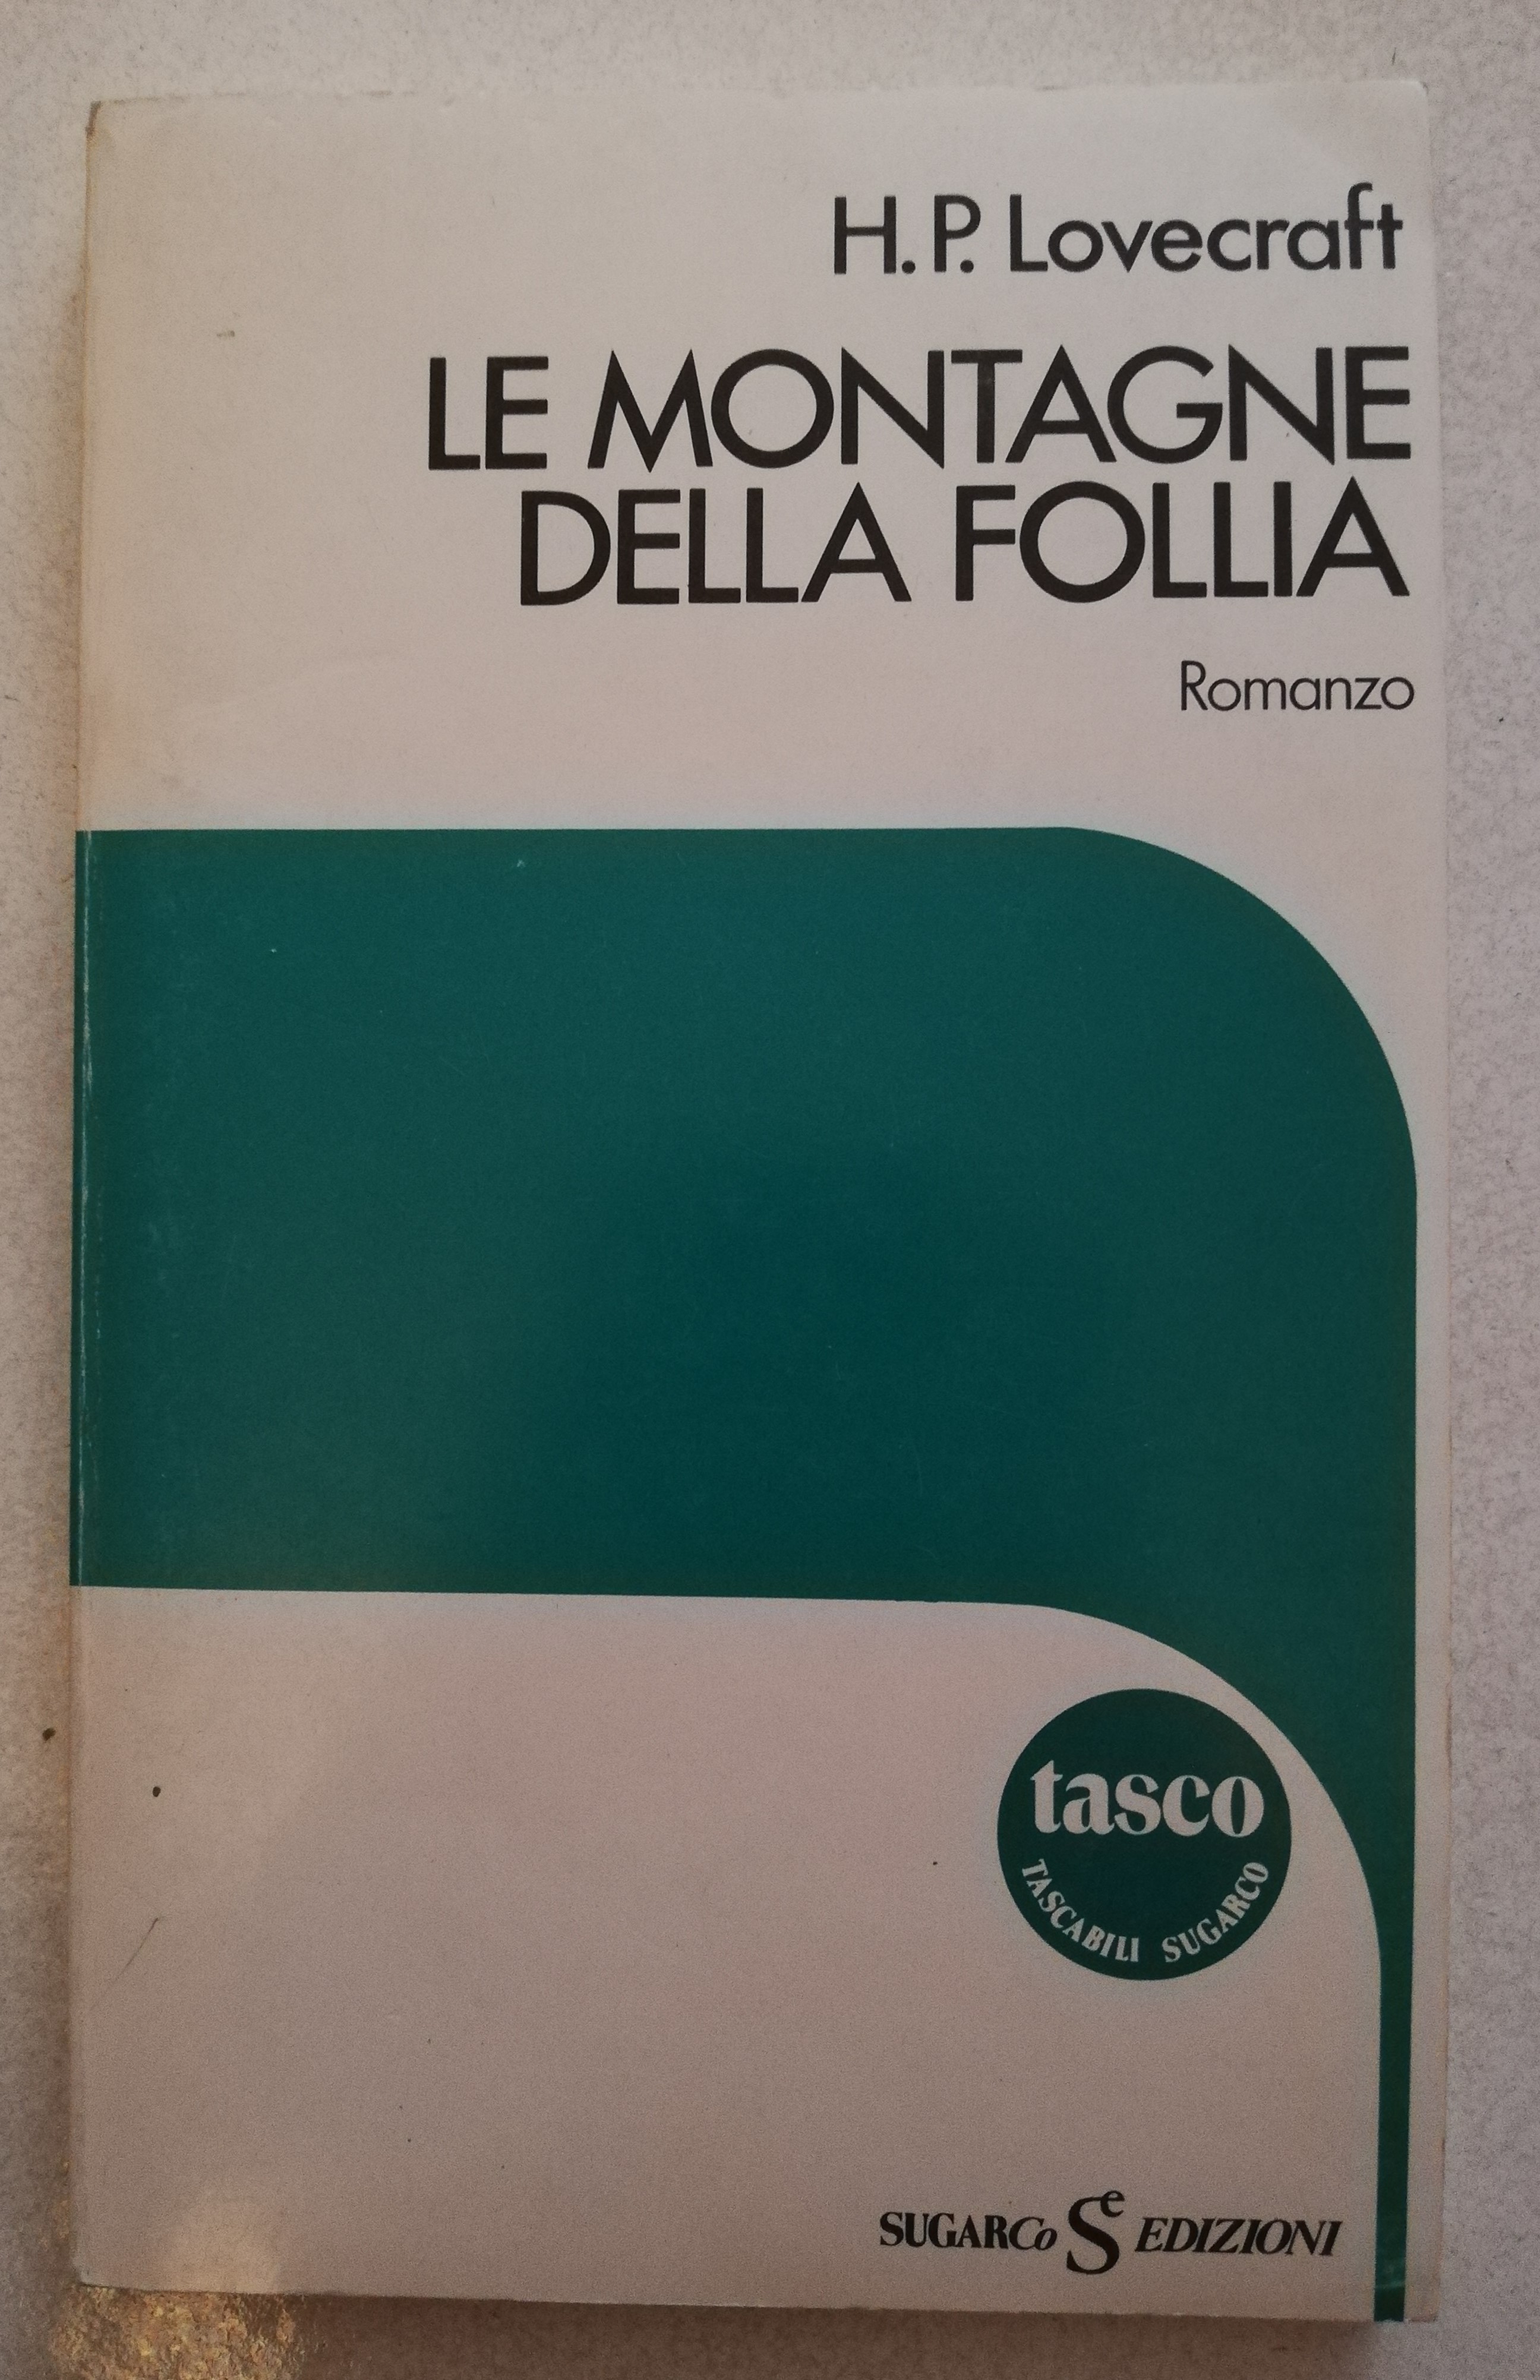 H. P. Lovecraft
LE MONTAGNE
DELLA FOLLIA
Romanzo
tasco
TASCABILI SUGARCO
SUGARCo Se EDIZIONI